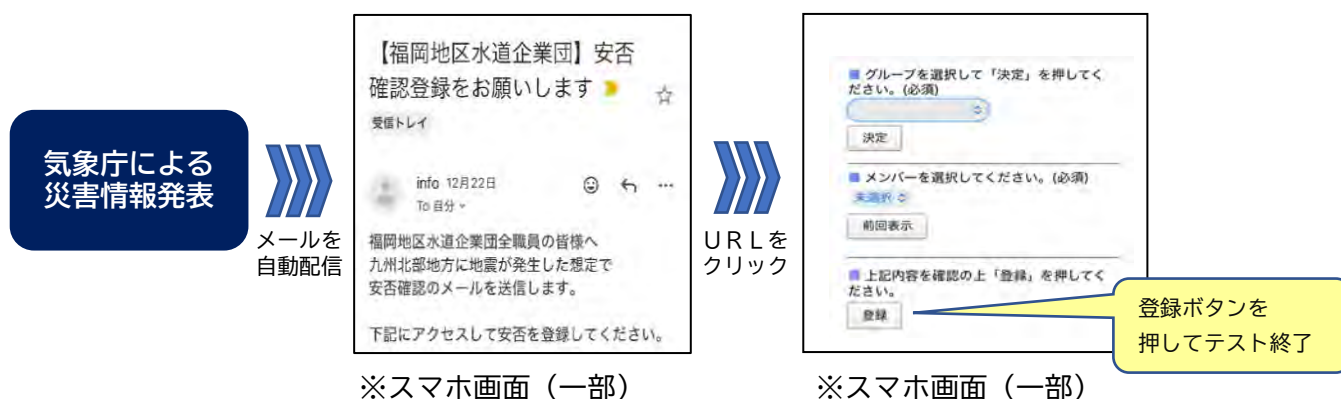 気象庁による
災害情報発表
メールを
自動配信
【福岡地区水道企業団】安否
確認登録をお願いします
受信トレイ
info 12月22日
To 自分
福岡地区水道企業団全職員の皆様へ
九州北部地方に地震が発生した想定で
安否確認のメールを送信します。
下記にアクセスして安否を登録してください。
※スマホ画面（一部）
ＵＲＬを
クリック
■ グループを選択して「決定」を押してく
ださい。(必須)
決定
■ メンバーを選択してください。(必須)
未選択
前回表示
■ 上記内容を確認の上「登録」を押してく
ださい。
登録
登録ボタンを
押してテスト終了
※スマホ画面（一部）